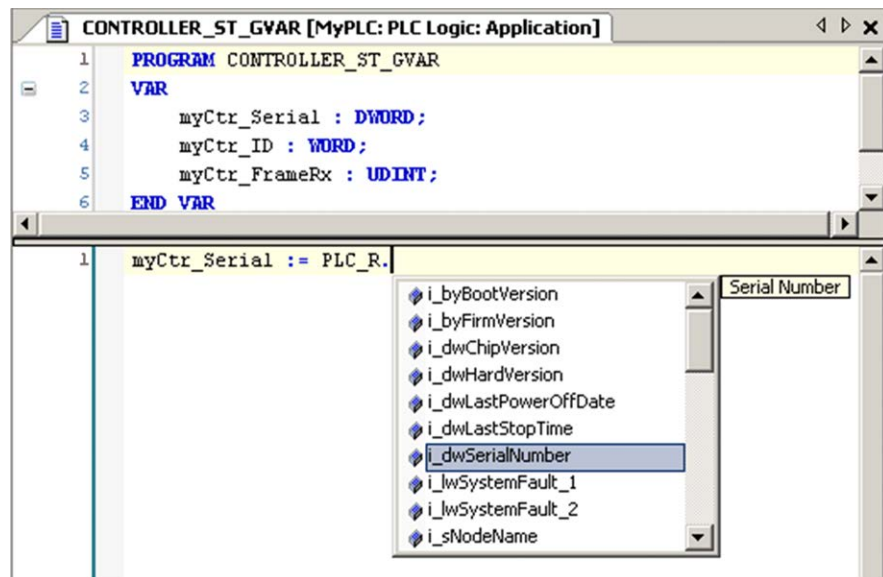 CONTROLLER_ST_GVAR [MyPLC: PLC Logic: Application]
1 PROGRAM CONTROLLER_ST_GVAR
2 VAR
3 myCtr_Serial : DWORD;
4 myCtr_ID : WORD;
5 myCtr_FrameRx : UDINT;
6 END_VAR
1 myCtr_Serial := PLC_R.
i_byBootVersion
Serial Number
i_byFirmVersion
i_dwChipVersion
i_dwHardVersion
i_dwLastPowerOffDate
i_dwLastStopTime
i_dwSerialNumber
i_lwSystemFault_1
i_lwSystemFault_2
i_sNodeName